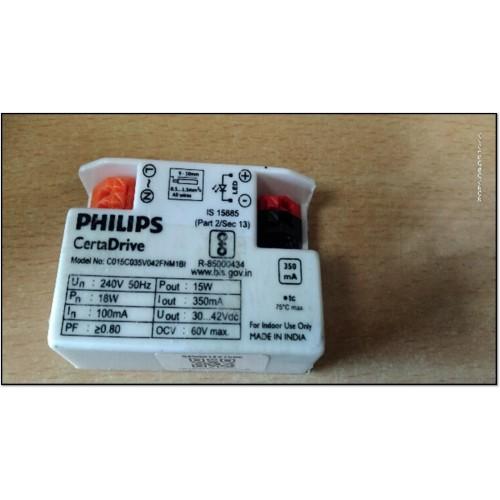 L
~
N
9 - 10mm
0.5...1.5mm²
All wires
LED
+
-
IS 15885
(Part 2/Sec 13)
PHILIPS
CertaDrive
R-85000434
www.bis.gov.in
Model No: C015C035V042FNM1BI
350
mA
Un : 240V 50Hz
Pout : 15W
Pn : 18W
Iout : 350mA
In : 100mA
Uout : 30...42Vdc
PF : ≥0.80
OCV : 60V max.
•tc
75°C max
For Indoor Use Only
MADE IN INDIA